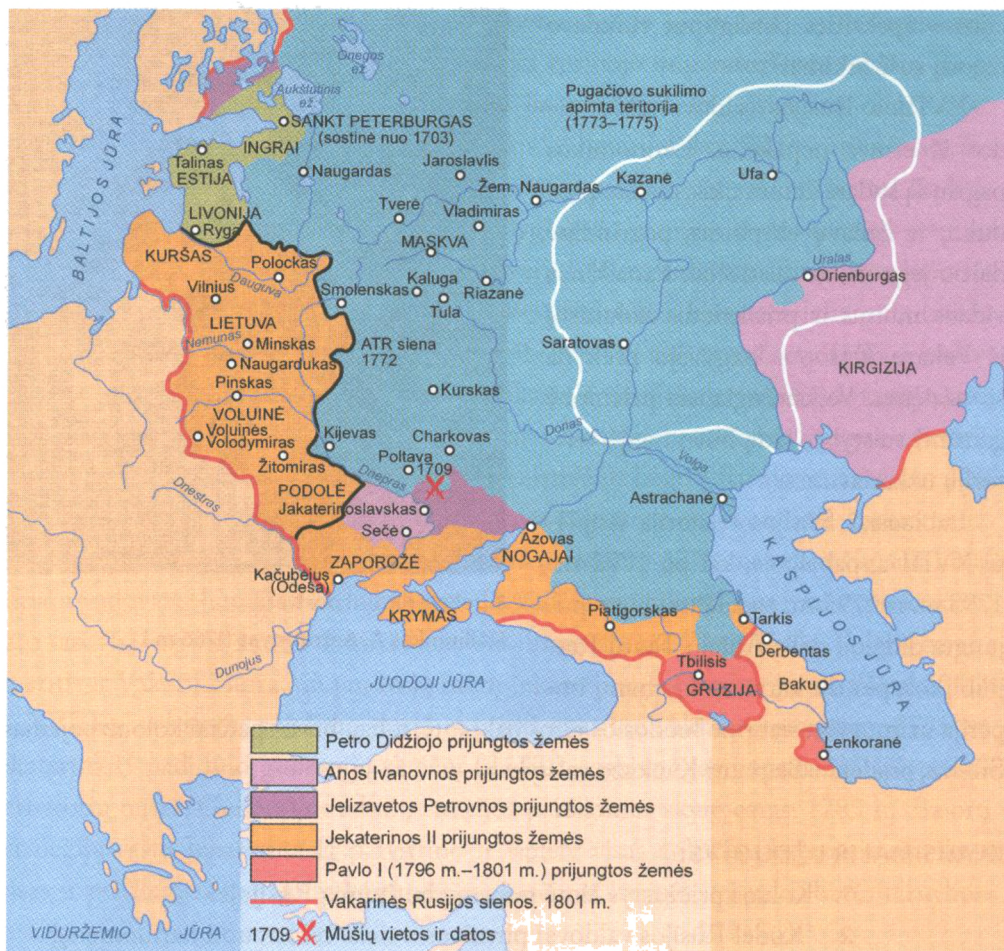 Onegos
ež.
Aukštutinis
ež
SANKT PETERBURGAS
(sostinė nuo 1703)
INGRAI
Talinas
ESTIJA
Naugardas
Jaroslavlis
Pugačiovo sukilimo
apimta teritorija
(1773–1775)
Žem. Naugardas
Kazanė
Ufa
Tverė
Vladimiras
LIVONIJA
Ryga
BALTIJOS JŪRA
KURŠAS
Polockas
Dauguva
MASKVA
Kaluga
Riazanė
Tula
Smolenskas
Uralas
Orienburgas
Vilnius
LIETUVA
Nemunas
Minskas
Naugardukas
ATR siena
1772
Saratovas
KIRGIZIJA
Pinskas
Kurskas
VOLUINĖ
Voluinės
Volodymiras
Kijevas
Charkovas
Donas
Žitomiras
Poltava
1709
Volga
Dnepras
Dniestras
PODOLĖ
Jakaterinoslavskas
Astrachanė
Sečė
Azovas
NOGAJAI
ZAPOROŽĖ
Kačubėjus
(Odesa)
KRYMAS
Piatigorskas
Tarkis
Derbentas
KASPIJOS JŪRA
Dunojus
JUODOJI JŪRA
Tbilisis
GRUZIJA
Baku
Lenkoranė
Petro Didžiojo prijungtos žemės
Anos Ivanovnos prijungtos žemės
Jelizavetos Petrovnos prijungtos žemės
Jekaterinos II prijungtos žemės
Pavlo I (1796 m.–1801 m.) prijungtos žemės
Vakarinės Rusijos sienos. 1801 m.
1709 Mūšių vietos ir datos
VIDURŽEMIO JŪRA